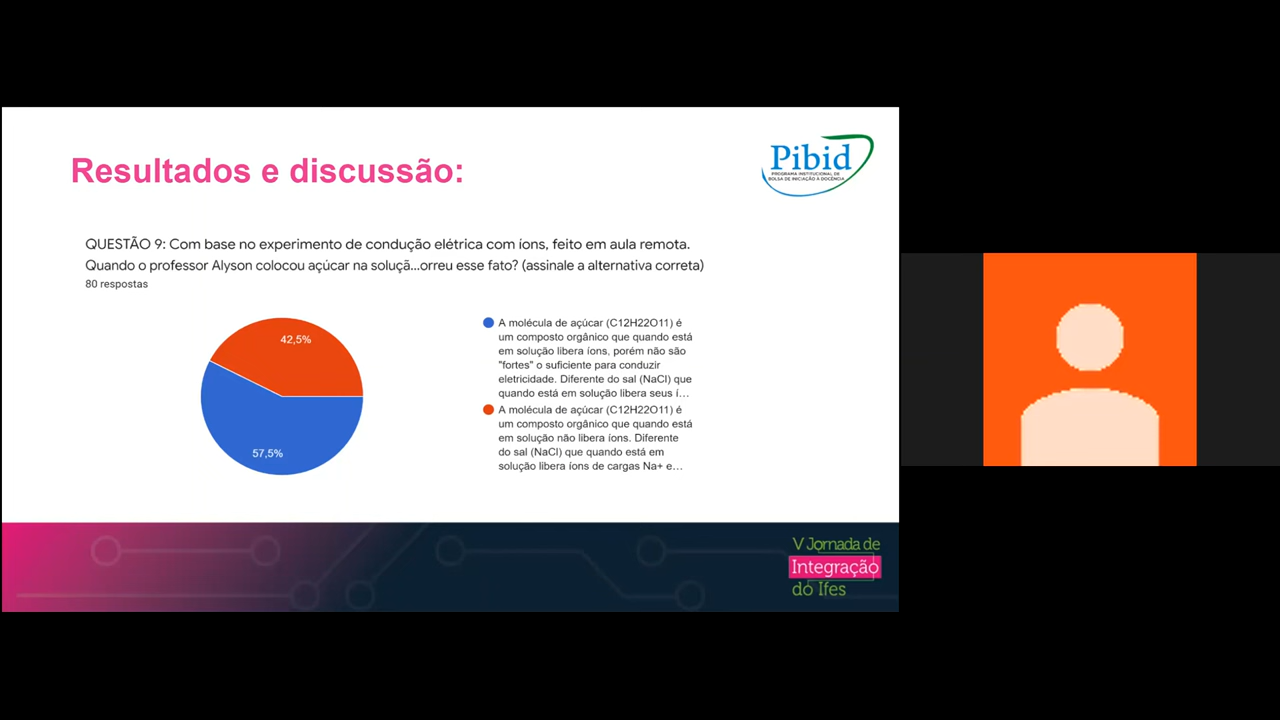 Resultados e discussão:
Pibid
PROGRAMA INSTITUCIONAL DE
BOLSA DE INICIAÇÃO À DOCÊNCIA
QUESTÃO 9: Com base no experimento de condução elétrica com íons, feito em aula remota.
Quando o professor Alyson colocou açúcar na soluçã...orreu esse fato? (assinale a alternativa correta)
80 respostas
42,5%
57,5%
A molécula de açúcar (C12H22O11) é
um composto orgânico que quando está
em solução libera íons, porém não são
"fortes" o suficiente para conduzir
eletricidade. Diferente do sal (NaCl) que
quando está em solução libera seus í...
A molécula de açúcar (C12H22O11) é
um composto orgânico que quando está
em solução não libera íons. Diferente
do sal (NaCl) que quando está em
solução libera íons de cargas Na+ e...
V Jornada de
Integração
do Ifes